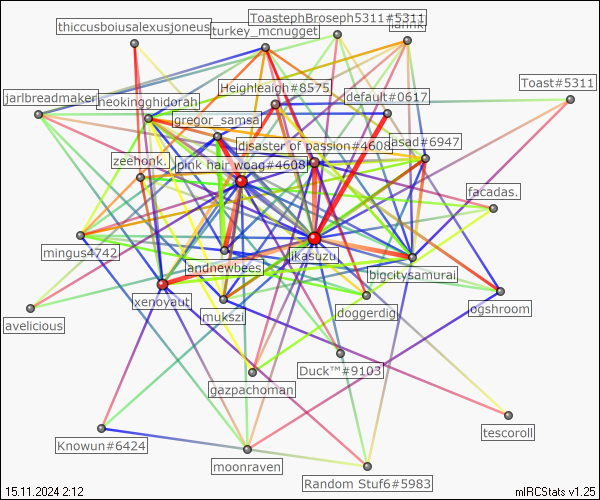 ToastephBroseph5311#5311
thiccusboiusalexusjoneus
turkey_mcnugget
Heighleaigh#8575
Toast#5311
jarlbreadmaker
neokingghidorah
default#0617
gregor_samsa
disaster of passion#4608
asad#6947
zeehonk.
pink hair woag#4608
facadas.
mingus4742
andnewbees
ikasuzu
bigcitysamurai
xenoyaut
mukszi
doggerdig
ogshroom
avelicious
Duck™#9103
gazpachoman
tescoroll
Knowun#6424
moonraven
Random Stuf6#5983
15.11.2024 2:12
mIRCStats v1.25